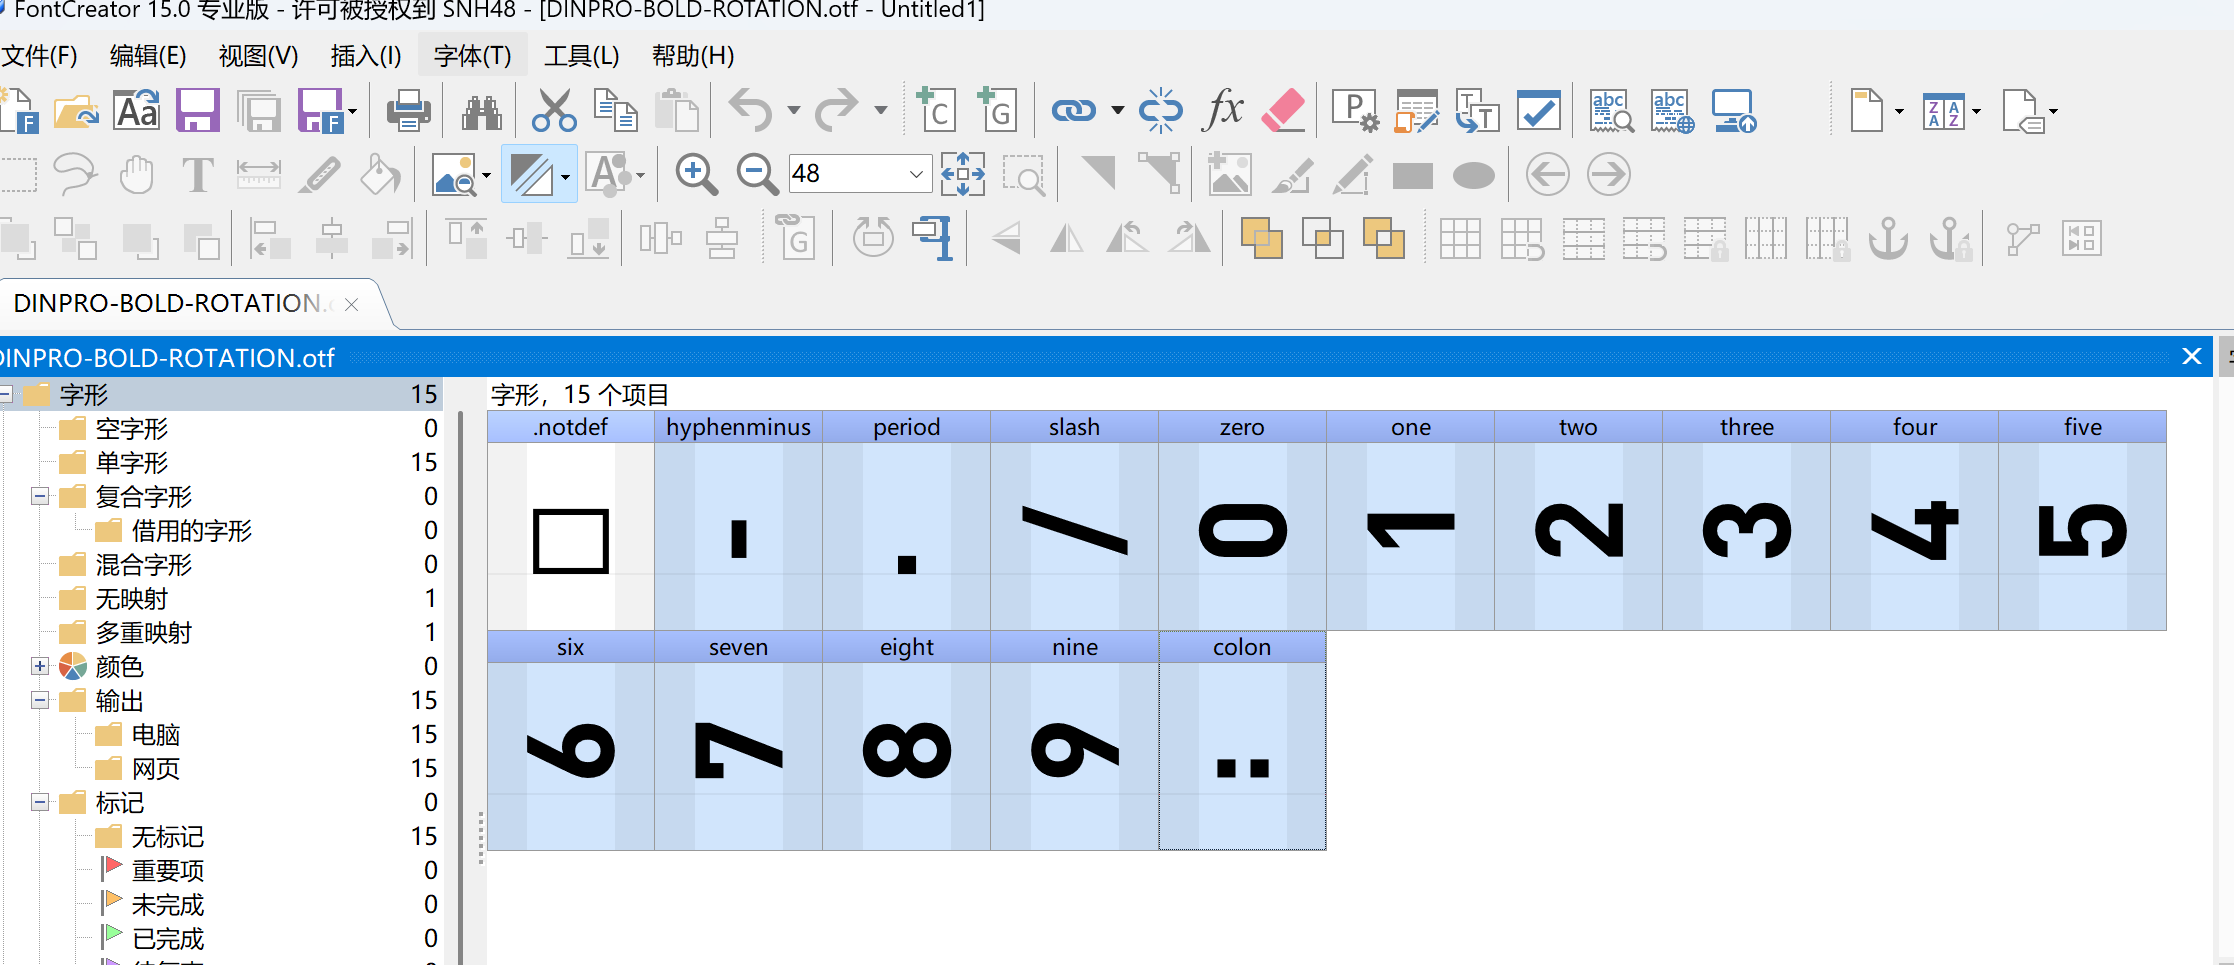 FontCreator 15.0 专业版 - 许可被授权到 SNH48 - [DINPRO-BOLD-ROTATION.otf - Untitled1]
文件(F) 编辑(E) 视图(V) 插入(I) 字体(T) 工具(L) 帮助(H)
48
DINPRO-BOLD-ROTATION.
DINPRO-BOLD-ROTATION.otf
字形 15
空字形 0
单字形 15
复合字形 0
借用的字形 0
混合字形 0
无映射 1
多重映射 1
颜色 0
输出 15
电脑 15
网页 15
标记 0
无标记 15
重要项 0
未完成 0
已完成 0
字形，15 个项目
.notdef hyphenminus period slash zero one two three four five
- . / 0 1 2 3 4 5
six seven eight nine colon
6 7 8 9 :